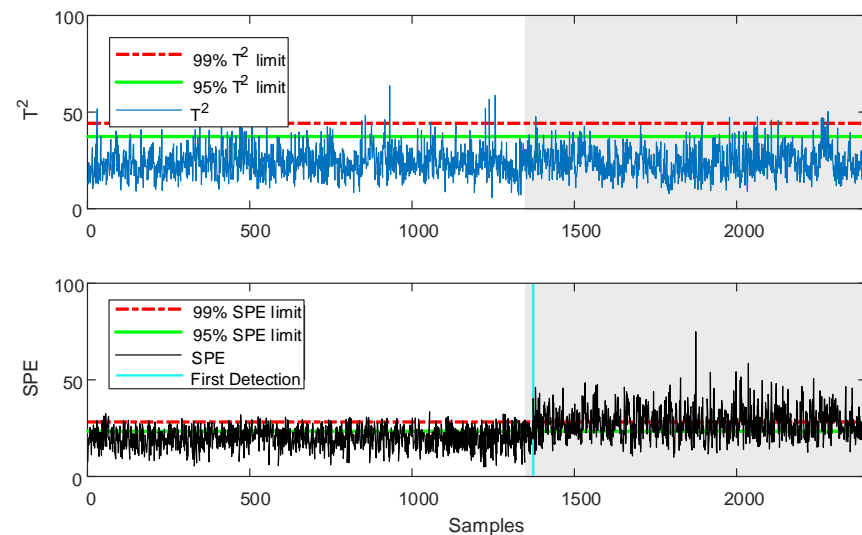 100
50
0
T²
99% T² limit
95% T² limit
T²
0
500
1000
1500
2000
100
50
0
SPE
99% SPE limit
95% SPE limit
SPE
First Detection
0
500
1000
1500
2000
Samples